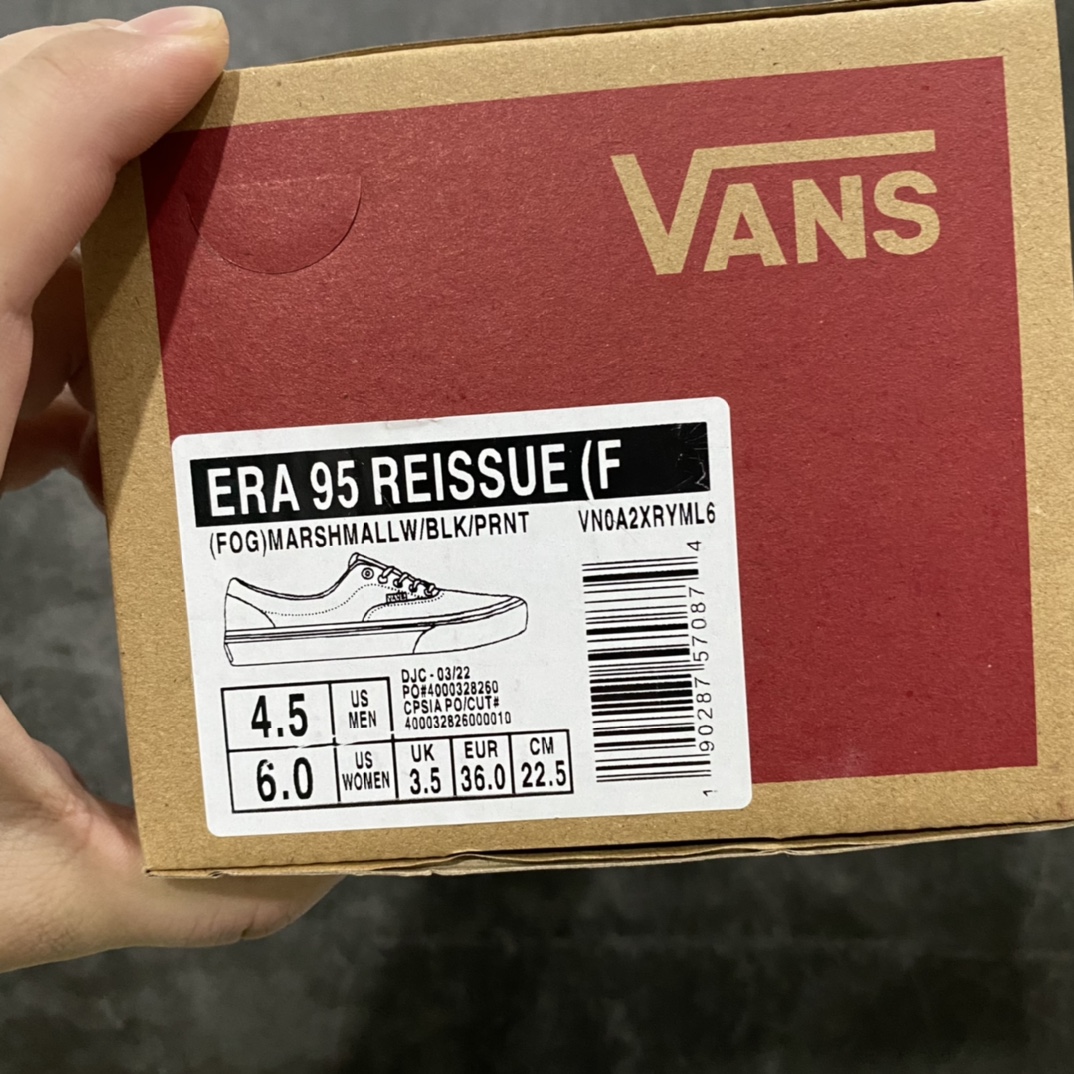 VANS
ERA 95 REISSUE (F
(FOG)MARSHMALLW/BLK/PRNT VN0A2XRYML6
DJC - 03/22
PO#4000328260
CPSIA PO/CUT#
400032826000010
4.5 US MEN
6.0 US WOMEN UK 3.5 EUR 36.0 CM 22.5
1 90287 57087 4